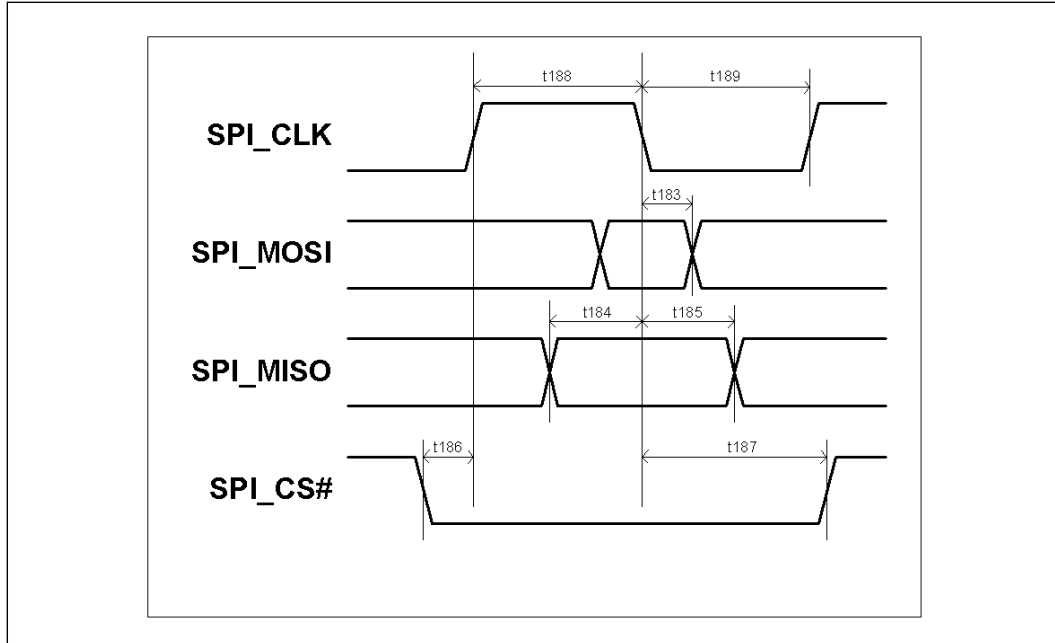 t188 t189
SPI_CLK
t183
SPI_MOSI
t184 t185
SPI_MISO
t186 t187
SPI_CS#